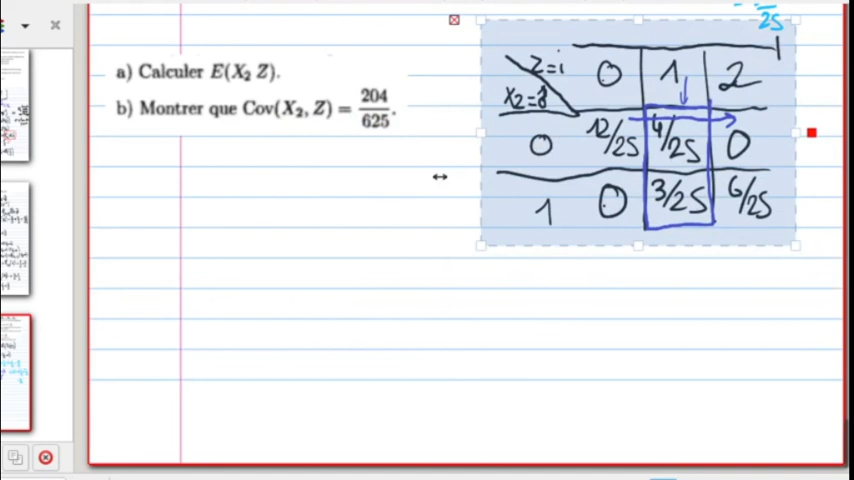 25
a) Calculer E(X₂ Z).
b) Montrer que Cov(X₂, Z) = 204/625.
Z=i 0 1 2
X₂=j
0 12/25 4/25 0
1 0 3/25 6/25